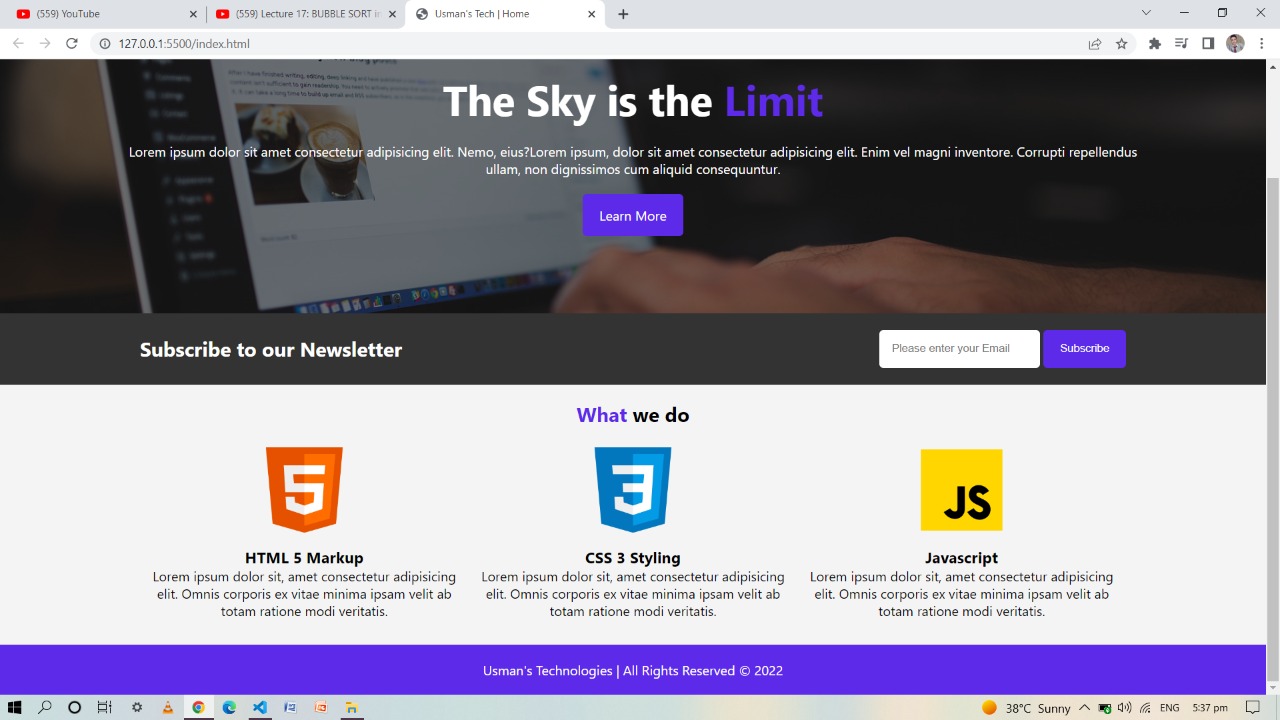 (559) YouTube
(559) Lecture 17: BUBBLE SORT
Usman's Tech | Home
127.0.0.1:5500/index.html
The Sky is the Limit
Lorem ipsum dolor sit amet consectetur adipisicing elit. Nemo, eius?Lorem ipsum, dolor sit amet consectetur adipisicing elit. Enim vel magni inventore. Corrupti repellendus
ullam, non dignissimos cum aliquid consequuntur.
Learn More
Subscribe to our Newsletter
Please enter your Email
Subscribe
What we do
5
3
JS
HTML 5 Markup
CSS 3 Styling
Javascript
Lorem ipsum dolor sit, amet consectetur adipisicing
elit. Omnis corporis ex vitae minima ipsam velit ab
totam ratione modi veritatis.
Lorem ipsum dolor sit, amet consectetur adipisicing
elit. Omnis corporis ex vitae minima ipsam velit ab
totam ratione modi veritatis.
Lorem ipsum dolor sit, amet consectetur adipisicing
elit. Omnis corporis ex vitae minima ipsam velit ab
totam ratione modi veritatis.
Usman's Technologies | All Rights Reserved © 2022
38°C Sunny
ENG
5:37 pm